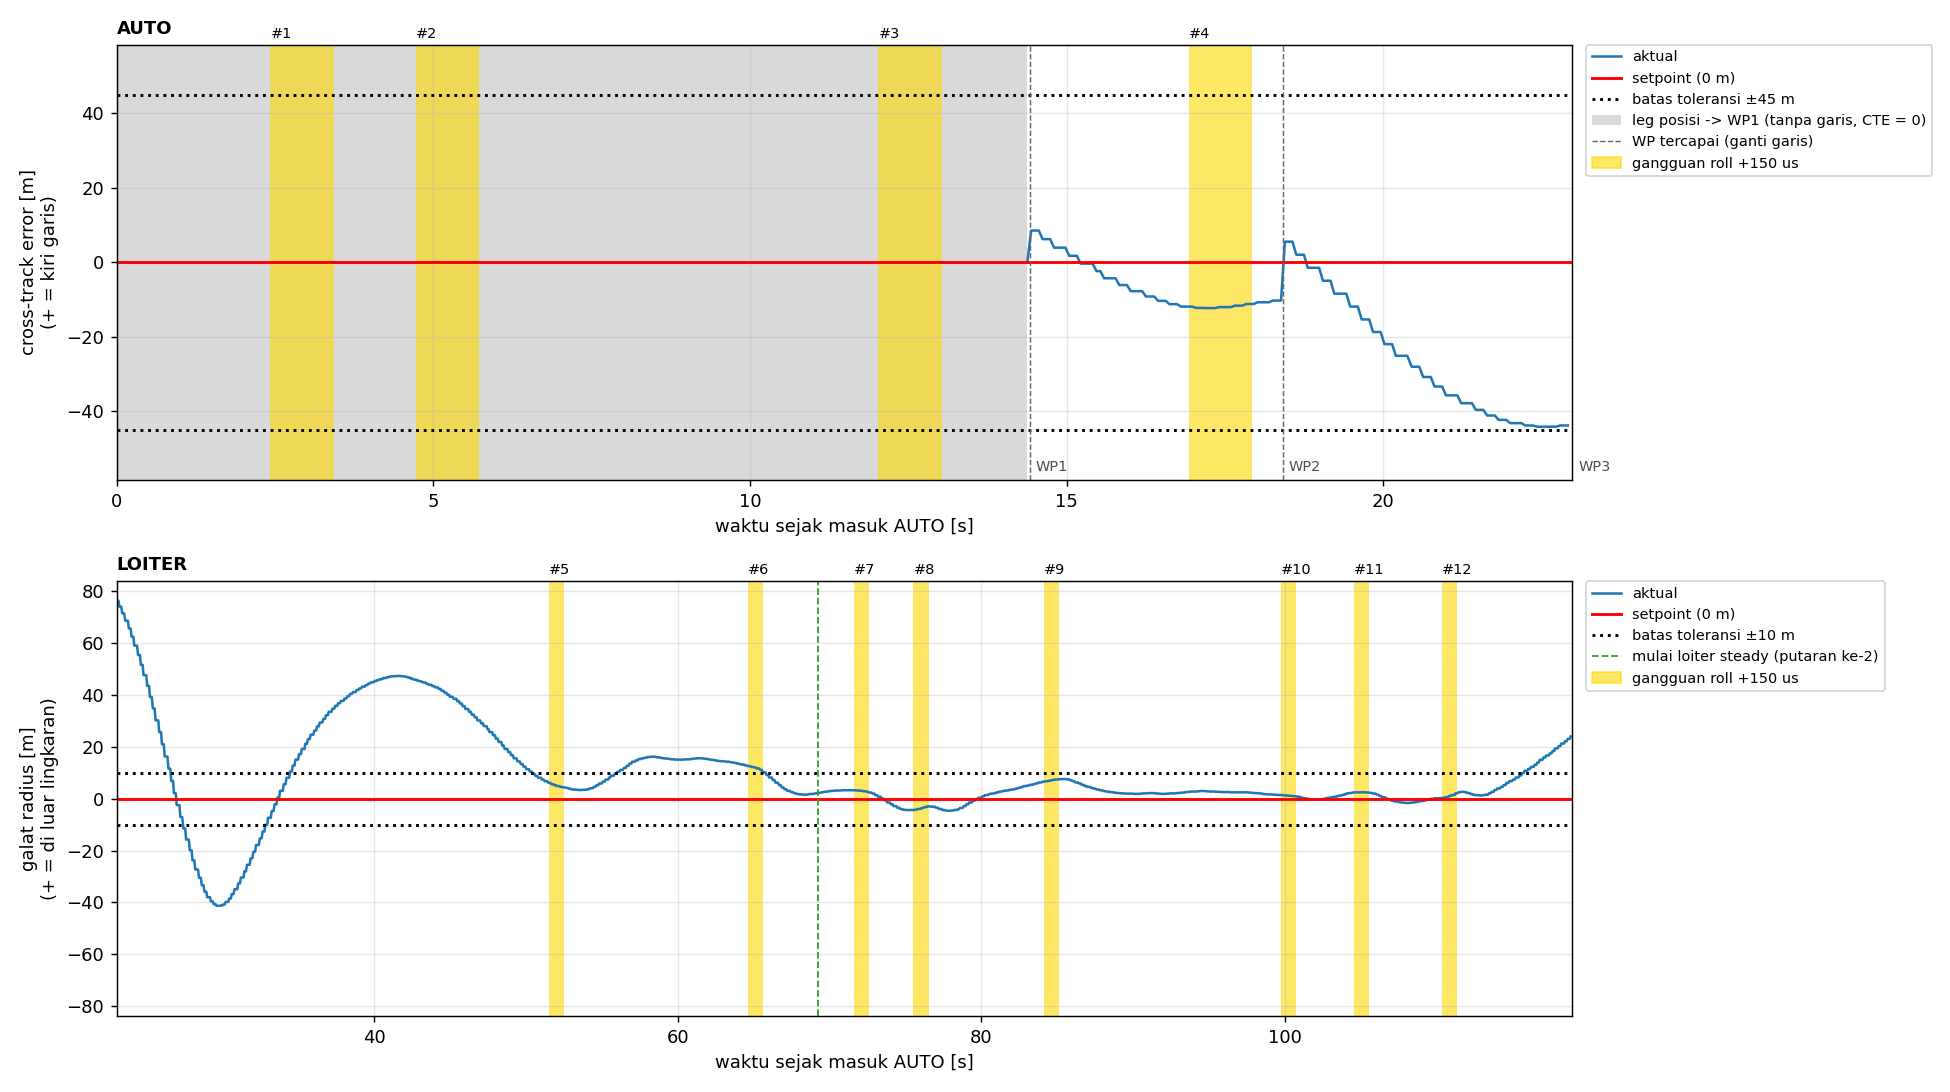 AUTO
#1
#2
#3
#4
40
20
0
−20
−40
cross-track error [m]
(+ = kiri garis)
WP1
WP2
WP3
0
5
10
15
20
waktu sejak masuk AUTO [s]
aktual
setpoint (0 m)
batas toleransi ±45 m
leg posisi -> WP1 (tanpa garis, CTE = 0)
WP tercapai (ganti garis)
gangguan roll +150 us
LOITER
#5
#6
#7
#8
#9
#10
#11
#12
80
60
40
20
0
−20
−40
−60
−80
galat radius [m]
(+ = di luar lingkaran)
40
60
80
100
waktu sejak masuk AUTO [s]
aktual
setpoint (0 m)
batas toleransi ±10 m
mulai loiter steady (putaran ke-2)
gangguan roll +150 us